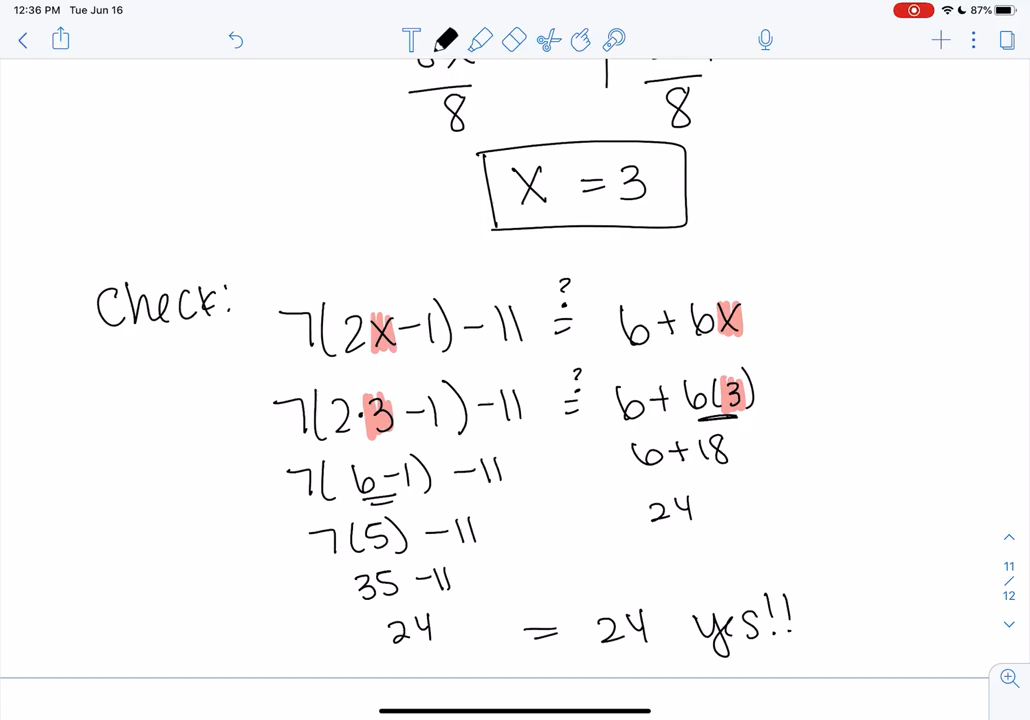 12:36 PM Tue Jun 16 87%
T
8 8
x = 3
Check: 7(2x-1)-11 ≟ 6+6x
7(2·3-1)-11 ≟ 6+6(3)
7(6-1)-11 6+18
7(5)-11 24
35-11
24 = 24 yes!!
11
/
12